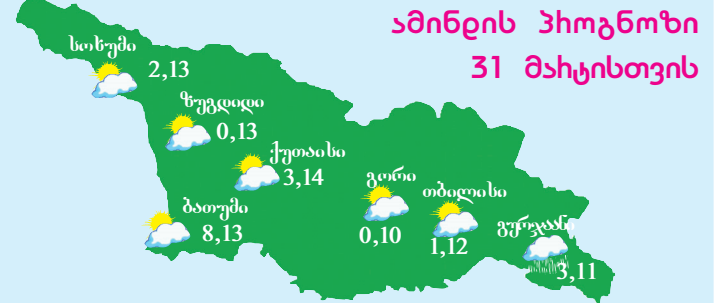 ამინდის პროგნოზი
31 მარტისთვის
სოხუმი
2,13
ზუგდიდი
0,13
ქუთაისი
3,14
გორი
0,10
თბილისი
1,12
ბათუმი
8,13
გურჯაანი
3,11